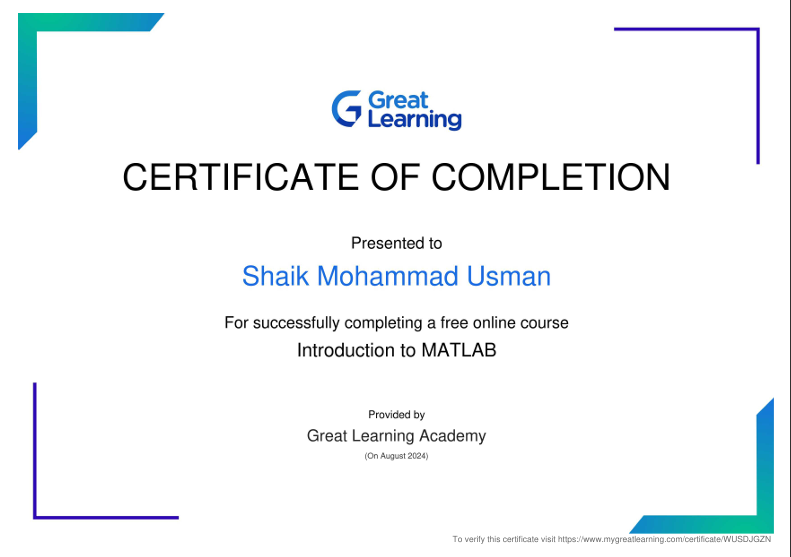 Great
Learning
CERTIFICATE OF COMPLETION
Presented to
Shaik Mohammad Usman
For successfully completing a free online course
Introduction to MATLAB
Provided by
Great Learning Academy
(On August 2024)
To verify this certificate visit https://www.mygreatlearning.com/certificate/WUSDJGZN